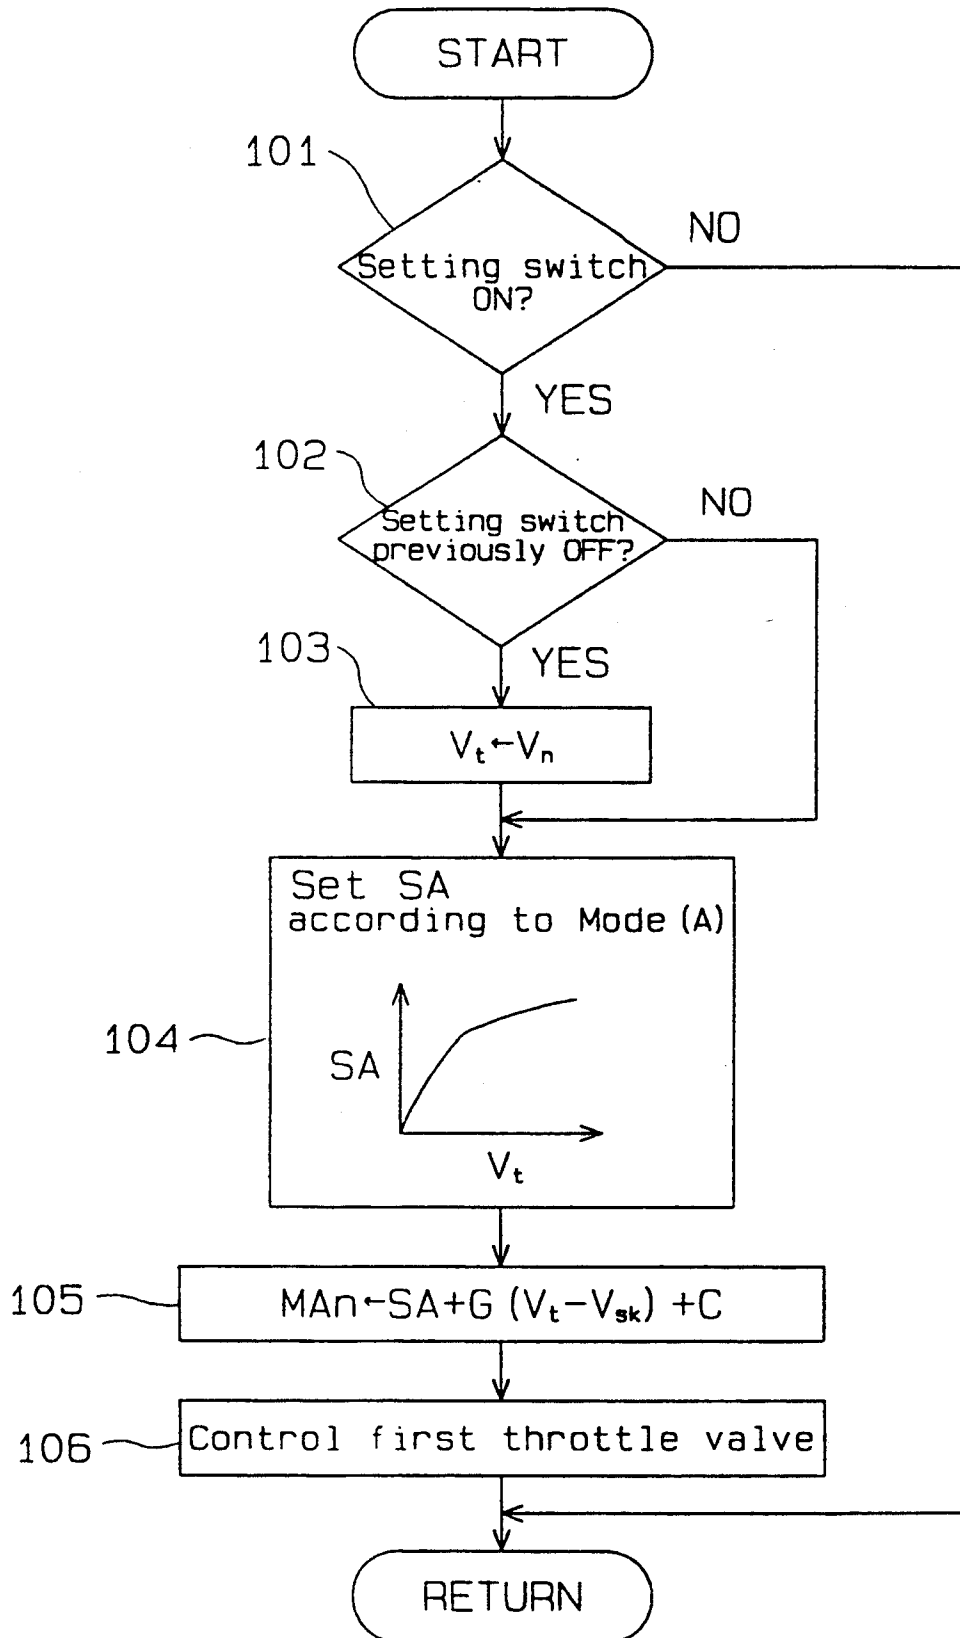 START
101
NO
Setting switch
ON?
YES
102
NO
Setting switch
previously OFF?
103
YES
Vₜ←Vₙ
Set SA
according to Mode (A)
104
SA
Vₜ
105
MAn←SA+G (Vₜ-Vₛₖ) +C
106
Control first throttle valve
RETURN